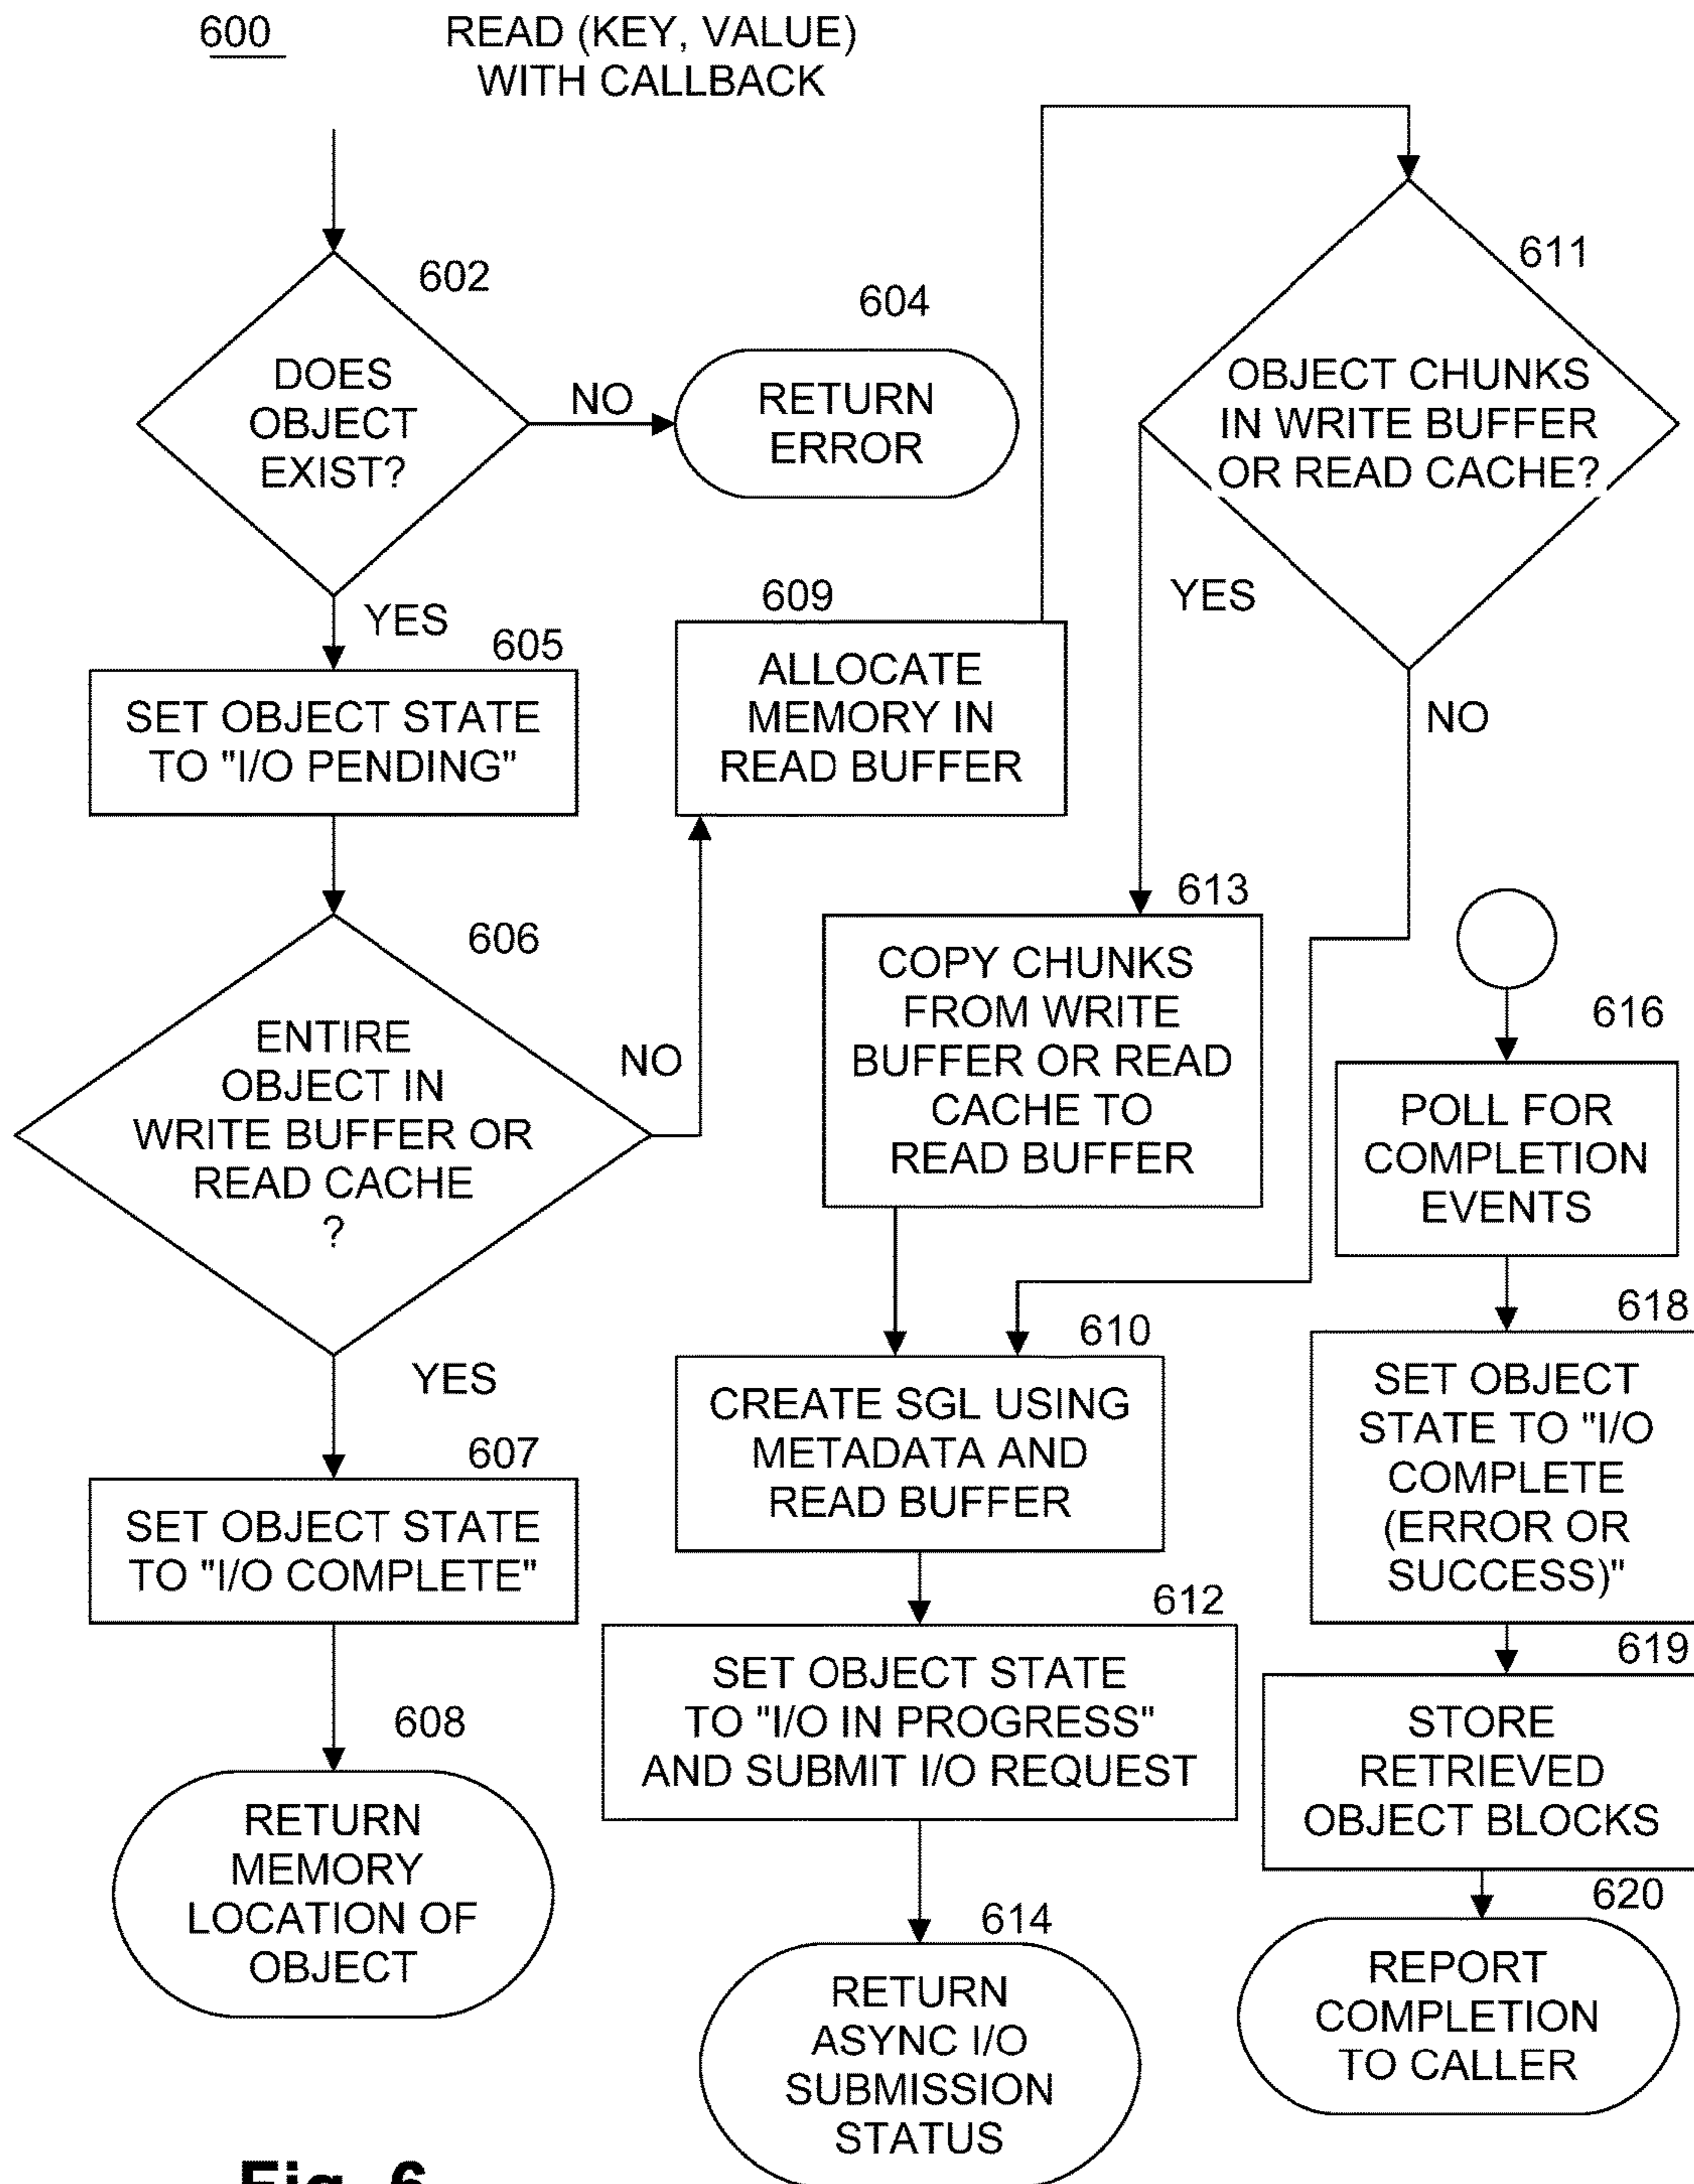 600
READ (KEY, VALUE)
WITH CALLBACK
602
DOES
OBJECT
EXIST?
NO
604
RETURN
ERROR
YES
605
SET OBJECT STATE
TO "I/O PENDING"
606
ENTIRE
OBJECT IN
WRITE BUFFER OR
READ CACHE
?
NO
YES
607
SET OBJECT STATE
TO "I/O COMPLETE"
608
RETURN
MEMORY
LOCATION OF
OBJECT
609
ALLOCATE
MEMORY IN
READ BUFFER
611
OBJECT CHUNKS
IN WRITE BUFFER
OR READ CACHE?
YES
NO
613
COPY CHUNKS
FROM WRITE
BUFFER OR READ
CACHE TO
READ BUFFER
610
CREATE SGL USING
METADATA AND
READ BUFFER
612
SET OBJECT STATE
TO "I/O IN PROGRESS"
AND SUBMIT I/O REQUEST
614
RETURN
ASYNC I/O
SUBMISSION
STATUS
616
POLL FOR
COMPLETION
EVENTS
618
SET OBJECT
STATE TO "I/O
COMPLETE
(ERROR OR
SUCCESS)"
619
STORE
RETRIEVED
OBJECT BLOCKS
620
REPORT
COMPLETION
TO CALLER
Fig. 6